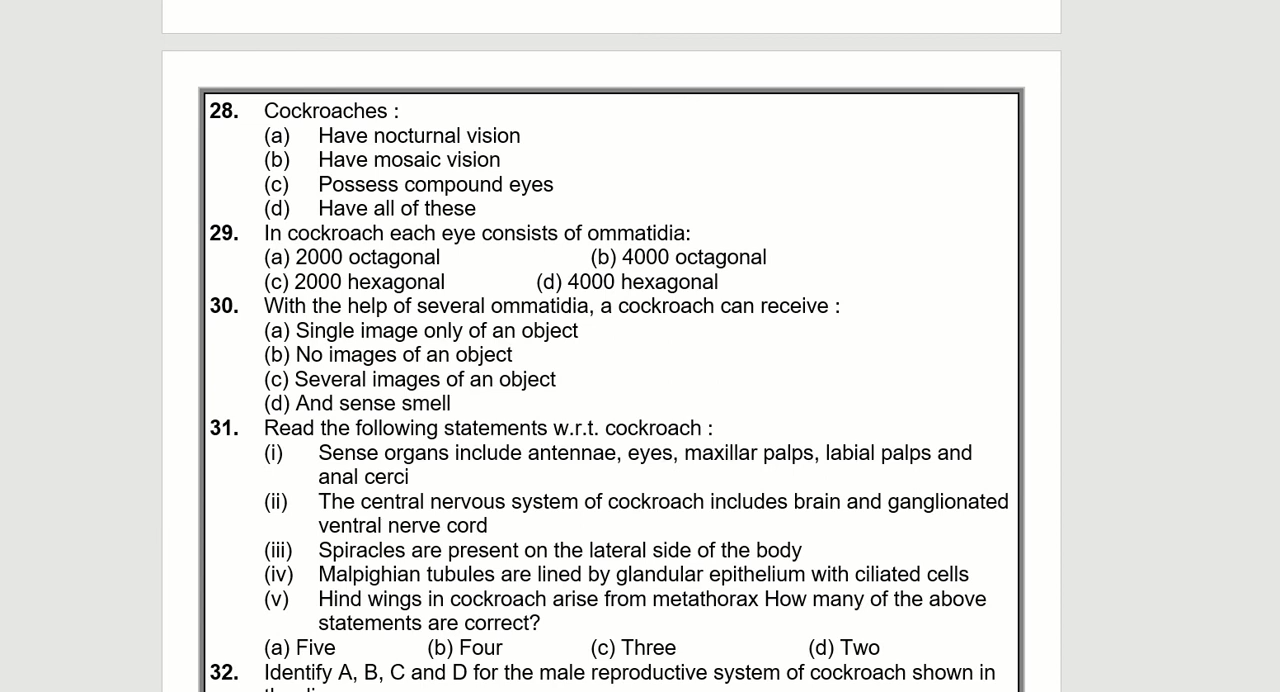 28. Cockroaches :
(a) Have nocturnal vision
(b) Have mosaic vision
(c) Possess compound eyes
(d) Have all of these
29. In cockroach each eye consists of ommatidia:
(a) 2000 octagonal (b) 4000 octagonal
(c) 2000 hexagonal (d) 4000 hexagonal
30. With the help of several ommatidia, a cockroach can receive :
(a) Single image only of an object
(b) No images of an object
(c) Several images of an object
(d) And sense smell
31. Read the following statements w.r.t. cockroach :
(i) Sense organs include antennae, eyes, maxillar palps, labial palps and
anal cerci
(ii) The central nervous system of cockroach includes brain and ganglionated
ventral nerve cord
(iii) Spiracles are present on the lateral side of the body
(iv) Malpighian tubules are lined by glandular epithelium with ciliated cells
(v) Hind wings in cockroach arise from metathorax How many of the above
statements are correct?
(a) Five (b) Four (c) Three (d) Two
32. Identify A, B, C and D for the male reproductive system of cockroach shown in